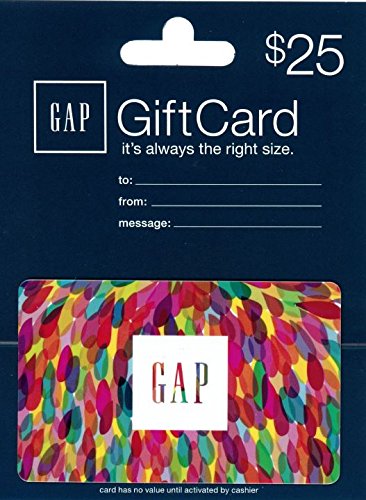 $25
GAP
GiftCard
it's always the right size.
to:
from:
message:
GAP
card has no value until activated by cashier